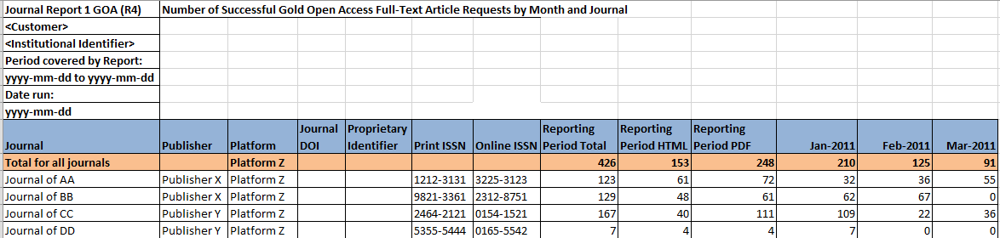 Journal Report 1 GOA (R4) Number of Successful Gold Open Access Full-Text Article Requests by Month and Journal
<Customer>
<Institutional Identifier>
Period covered by Report:
yyyy-mm-dd to yyyy-mm-dd
Date run:
yyyy-mm-dd
Journal Publisher Platform Journal DOI Proprietary Identifier Print ISSN Online ISSN Reporting Period Total Reporting Period HTML Reporting Period PDF Jan-2011 Feb-2011 Mar-2011
Total for all journals Platform Z 426 153 248 210 125 91
Journal of AA Publisher X Platform Z 1212-3131 3225-3123 123 61 72 32 36 55
Journal of BB Publisher X Platform Z 9821-3361 2312-8751 129 48 61 62 67 0
Journal of CC Publisher Y Platform Z 2464-2121 0154-1521 167 40 111 109 22 36
Journal of DD Publisher Y Platform Z 5355-5444 0165-5542 7 4 4 7 0 0